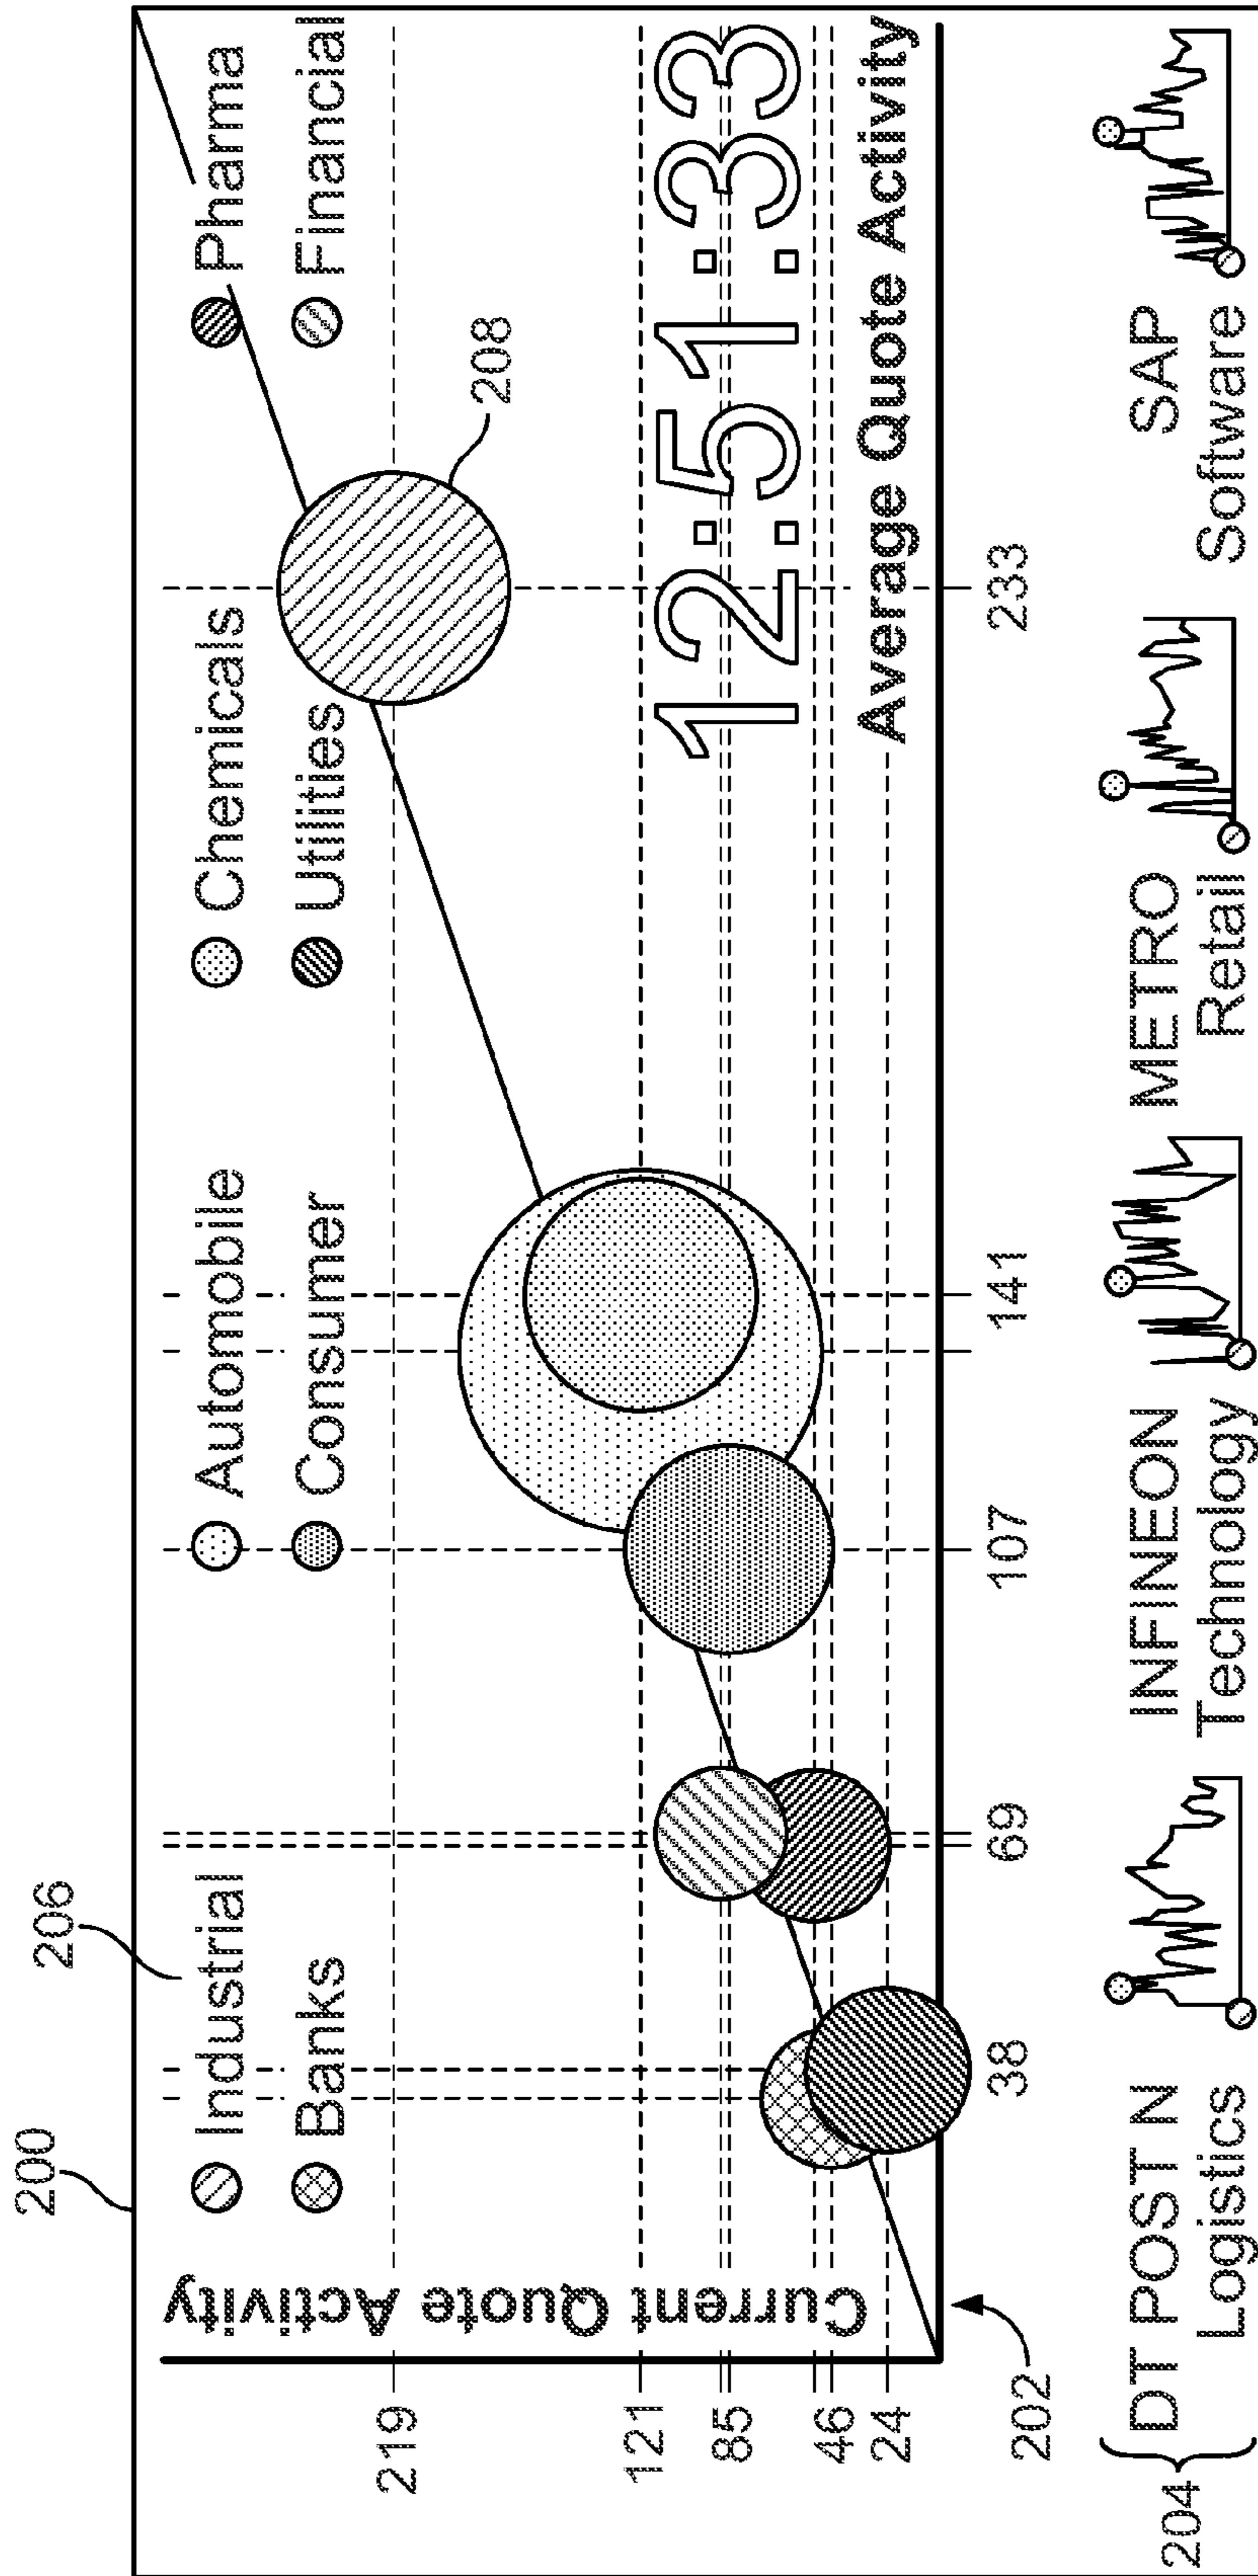 200
206
Industrial
Automobile
Chemicals
Pharma
Banks
Consumer
Utilities
Financial
Current Quote Activity
208
219
121
85
46
24
12:51:33
Average Quote Activity
38
69
107
141
233
202
204
DT POST N
Logistics
INFINEON
Technology
METRO
Retail
SAP
Software